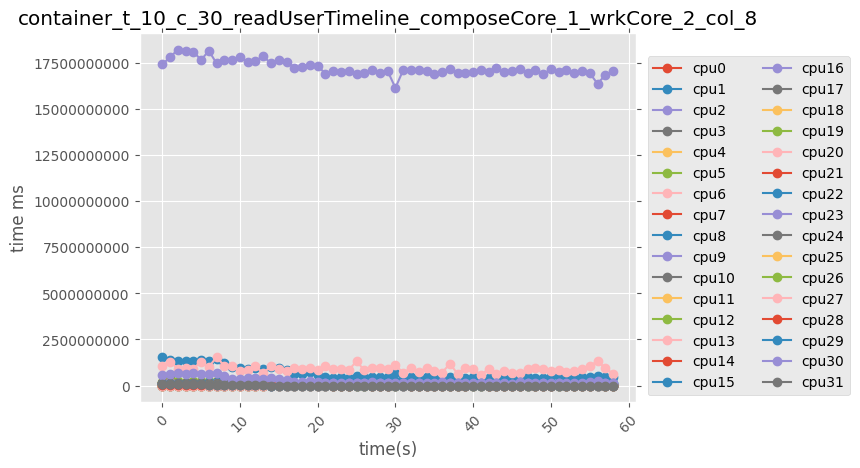 container_t_10_c_30_readUserTimeline_composeCore_1_wrkCore_2_col_8
time ms
17500000000
15000000000
12500000000
10000000000
7500000000
5000000000
2500000000
0
0 10 20 30 40 50 60
time(s)
cpu0 cpu16
cpu1 cpu17
cpu2 cpu18
cpu3 cpu19
cpu4 cpu20
cpu5 cpu21
cpu6 cpu22
cpu7 cpu23
cpu8 cpu24
cpu9 cpu25
cpu10 cpu26
cpu11 cpu27
cpu12 cpu28
cpu13 cpu29
cpu14 cpu30
cpu15 cpu31